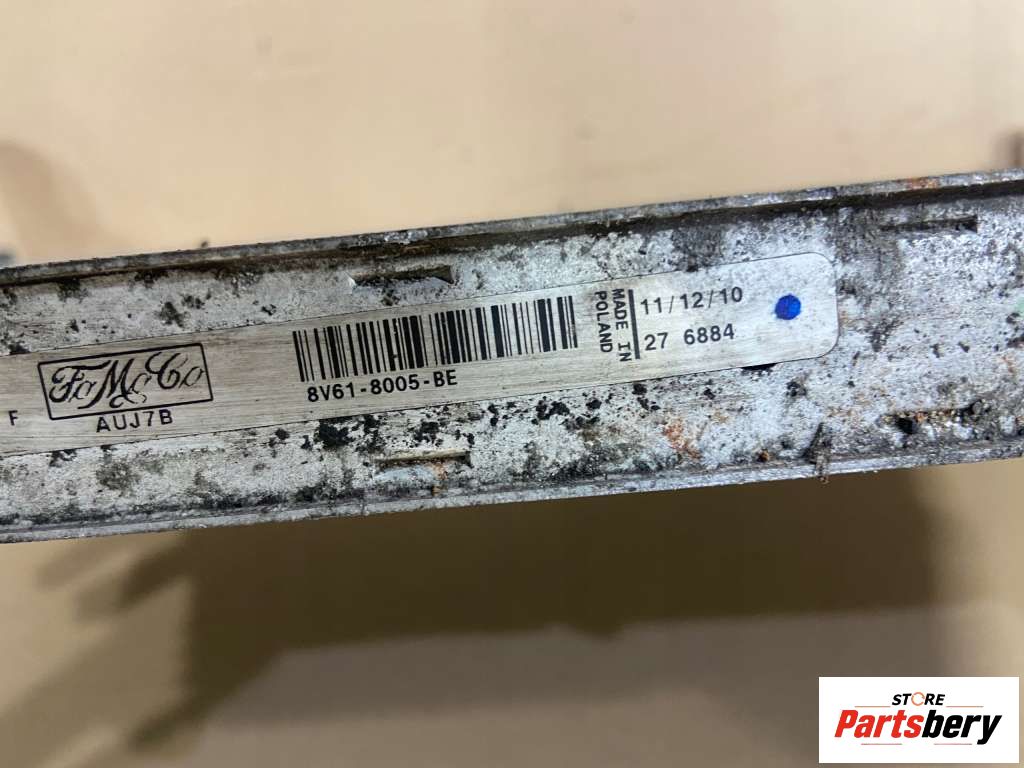 F
FoMoCo
AUJ7B
8V61-8005-BE
MADE IN
POLAND
11/12/10
27 6884
STORE
Partsbery